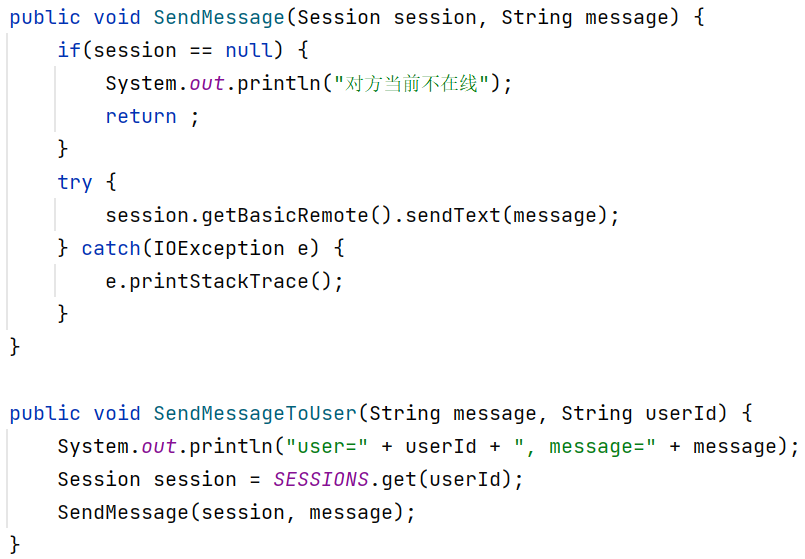 public void SendMessage(Session session, String message) {
    if(session == null) {
        System.out.println("对方当前不在线");
        return ;
    }
    try {
        session.getBasicRemote().sendText(message);
    } catch(IOException e) {
        e.printStackTrace();
    }
}

public void SendMessageToUser(String message, String userId) {
    System.out.println("user=" + userId + ", message=" + message);
    Session session = SESSIONS.get(userId);
    SendMessage(session, message);
}